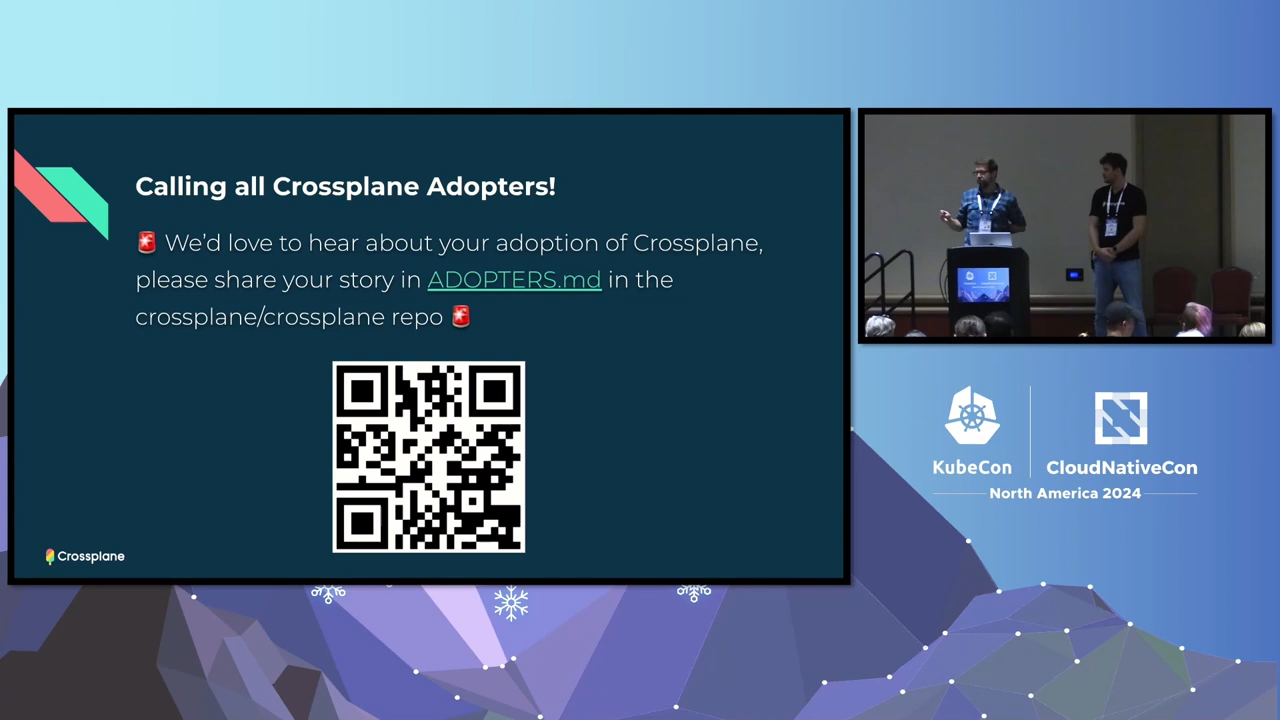 Calling all Crossplane Adopters!
🚨 We'd love to hear about your adoption of Crossplane,
please share your story in ADOPTERS.md in the
crossplane/crossplane repo 🚨
Crossplane
KubeCon
CloudNativeCon
North America 2024